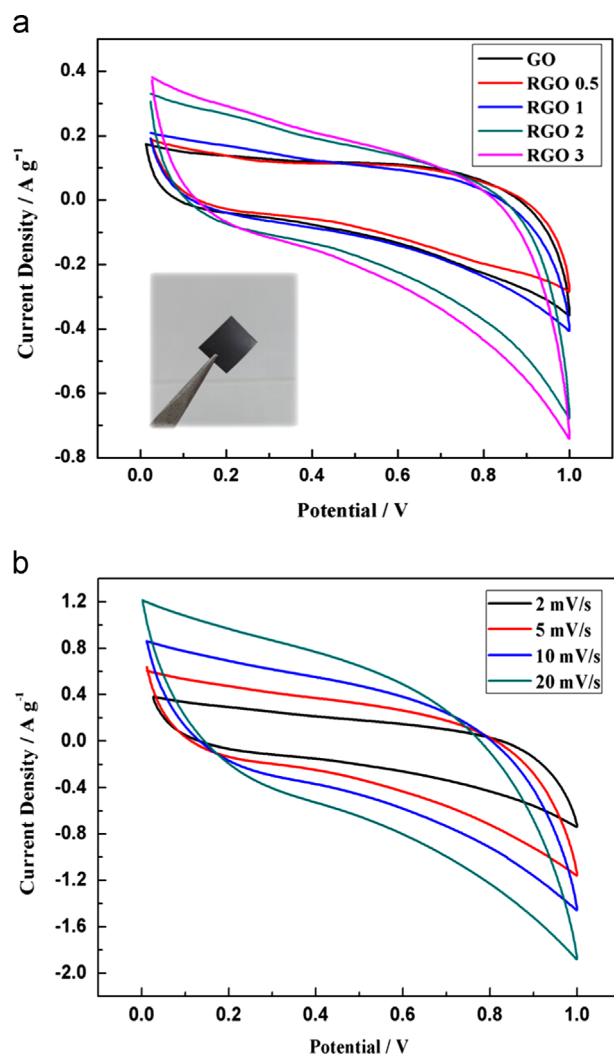 a
GO
RGO 0.5
RGO 1
RGO 2
RGO 3
0.4
0.2
0.0
-0.2
-0.4
-0.6
-0.8
Current Density / A g⁻¹
0.0 0.2 0.4 0.6 0.8 1.0
Potential / V
b
2 mV/s
5 mV/s
10 mV/s
20 mV/s
1.2
0.8
0.4
0.0
-0.4
-0.8
-1.2
-1.6
-2.0
Current Density / A g⁻¹
0.0 0.2 0.4 0.6 0.8 1.0
Potential / V